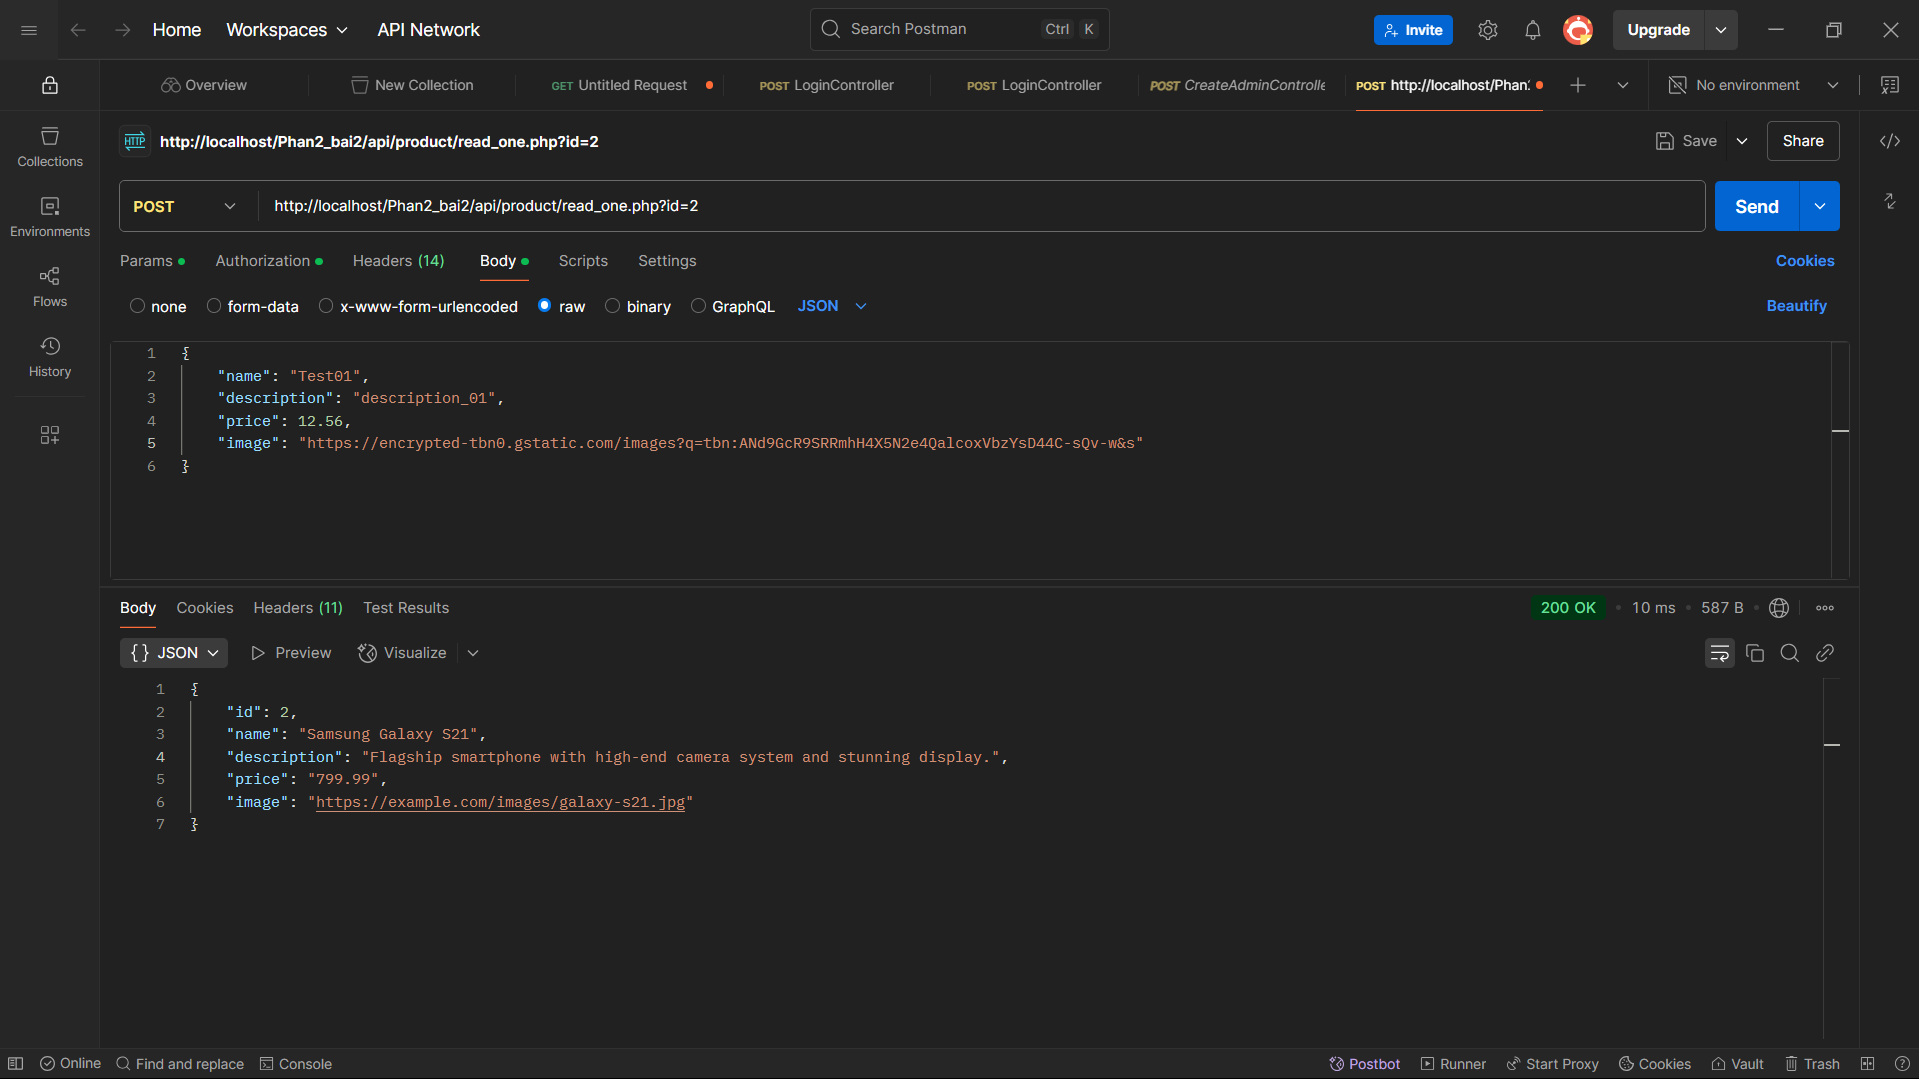 Home Workspaces API Network Search Postman Ctrl K Invite Upgrade
Overview New Collection GET Untitled Request POST LoginController POST LoginController POST CreateAdminControlle POST http://localhost/Phan2 No environment
Collections
Environments
Flows
History
HTTP http://localhost/Phan2_bai2/api/product/read_one.php?id=2 Save Share
POST http://localhost/Phan2_bai2/api/product/read_one.php?id=2 Send
Params Authorization Headers (14) Body Scripts Settings Cookies
none form-data x-www-form-urlencoded raw binary GraphQL JSON Beautify
1 {
2 "name": "Test01",
3 "description": "description_01",
4 "price": 12.56,
5 "image": "https://encrypted-tbn0.gstatic.com/images?q=tbn:ANd9GcR9SRRmhH4X5N2e4QalcoxVbzYsD44C-sQv-w&s"
6 }
Body Cookies Headers (11) Test Results 200 OK 10 ms 587 B
{} JSON Preview Visualize
1 {
2 "id": 2,
3 "name": "Samsung Galaxy S21",
4 "description": "Flagship smartphone with high-end camera system and stunning display.",
5 "price": "799.99",
6 "image": "https://example.com/images/galaxy-s21.jpg"
7 }
Online Find and replace Console Postbot Runner Start Proxy Cookies Vault Trash